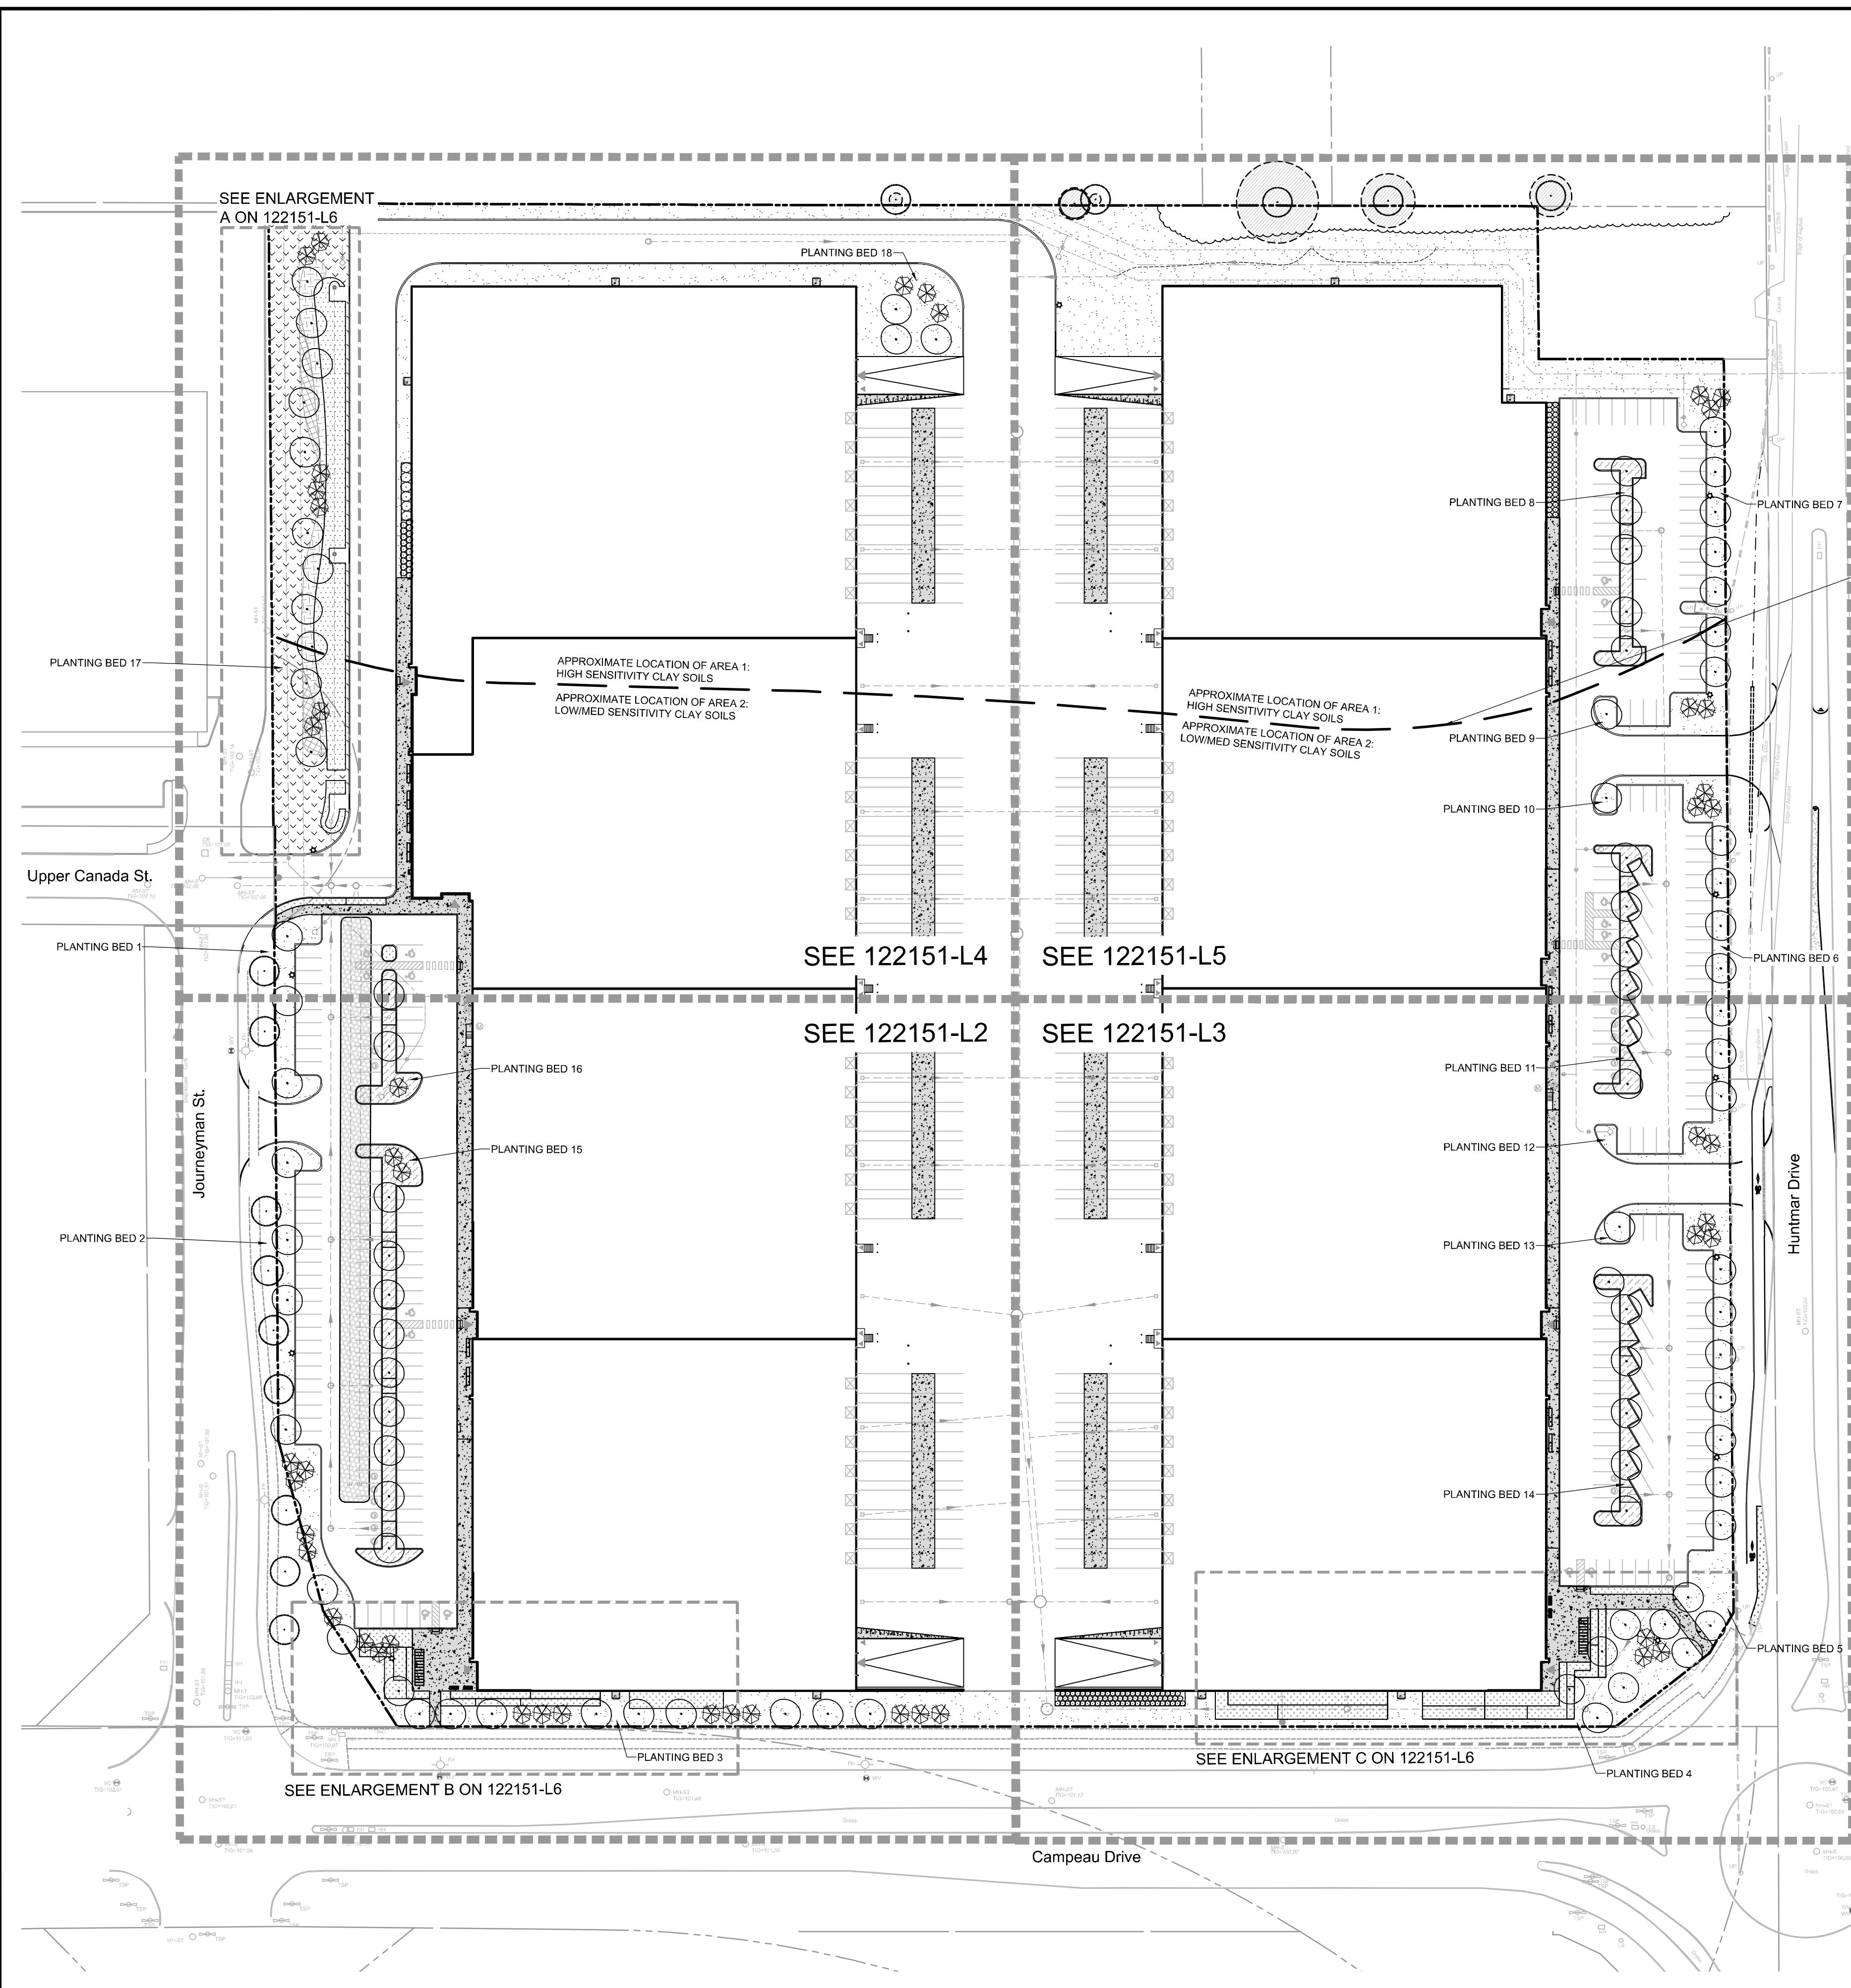 SEE ENLARGEMENT
A ON 122151-L6
PLANTING BED 18
PLANTING BED 8
PLANTING BED 7
PLANTING BED 17
APPROXIMATE LOCATION OF AREA 1:
HIGH SENSITIVITY CLAY SOILS
APPROXIMATE LOCATION OF AREA 2:
LOW/MED SENSITIVITY CLAY SOILS
APPROXIMATE LOCATION OF AREA 1:
HIGH SENSITIVITY CLAY SOILS
APPROXIMATE LOCATION OF AREA 2:
LOW/MED SENSITIVITY CLAY SOILS
PLANTING BED 9
PLANTING BED 10
Upper Canada St.
PLANTING BED 1
SEE 122151-L4
SEE 122151-L5
PLANTING BED 6
SEE 122151-L2
SEE 122151-L3
PLANTING BED 16
PLANTING BED 11
Journeyman St.
PLANTING BED 15
PLANTING BED 12
Huntmar Drive
PLANTING BED 2
PLANTING BED 13
PLANTING BED 14
PLANTING BED 5
PLANTING BED 3
SEE ENLARGEMENT C ON 122151-L6
PLANTING BED 4
SEE ENLARGEMENT B ON 122151-L6
Grass
Grass
Campeau Drive